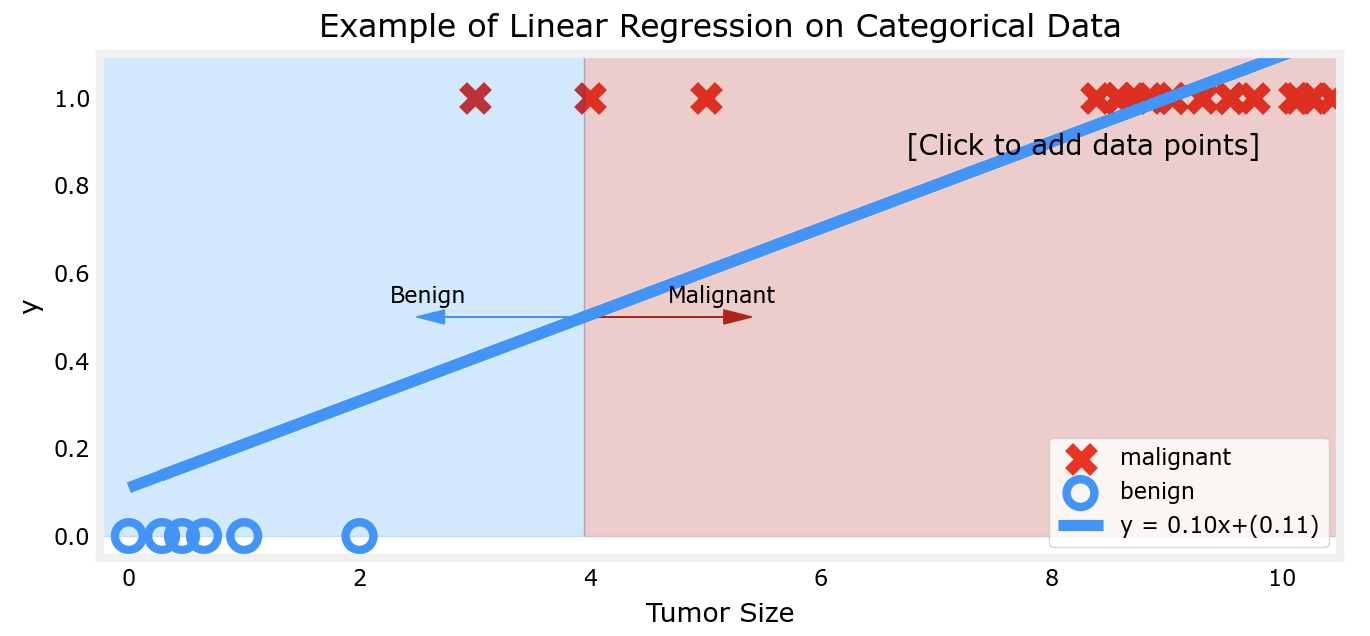 Example of Linear Regression on Categorical Data
1.0
[Click to add data points]
0.8
0.6
Benign
Malignant
y
0.4
0.2
malignant
benign
y = 0.10x+(0.11)
0.0
0 2 4 6 8 10
Tumor Size